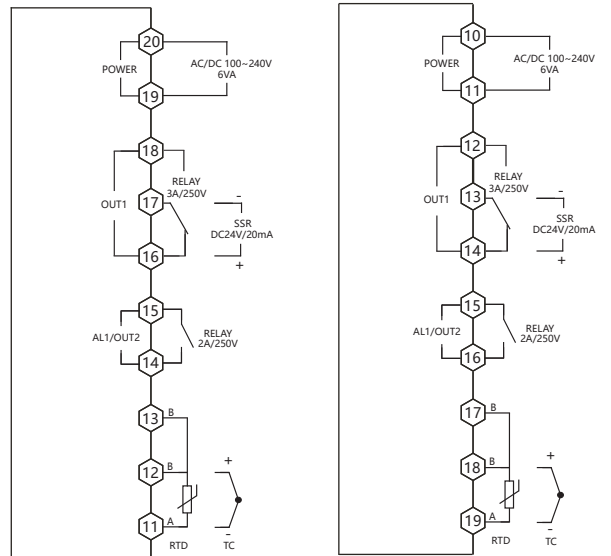 20
POWER
AC/DC 100~240V
6VA
19
18
RELAY
3A/250V
17
-
OUT1
SSR
DC24V/20mA
16
+
15
AL1/OUT2
RELAY
2A/250V
14
13
B
12
B
+
11
A
-
RTD
TC
10
POWER
AC/DC 100~240V
6VA
11
12
RELAY
3A/250V
13
-
OUT1
SSR
DC24V/20mA
14
+
15
AL1/OUT2
RELAY
2A/250V
16
17
B
18
B
+
19
A
-
RTD
TC